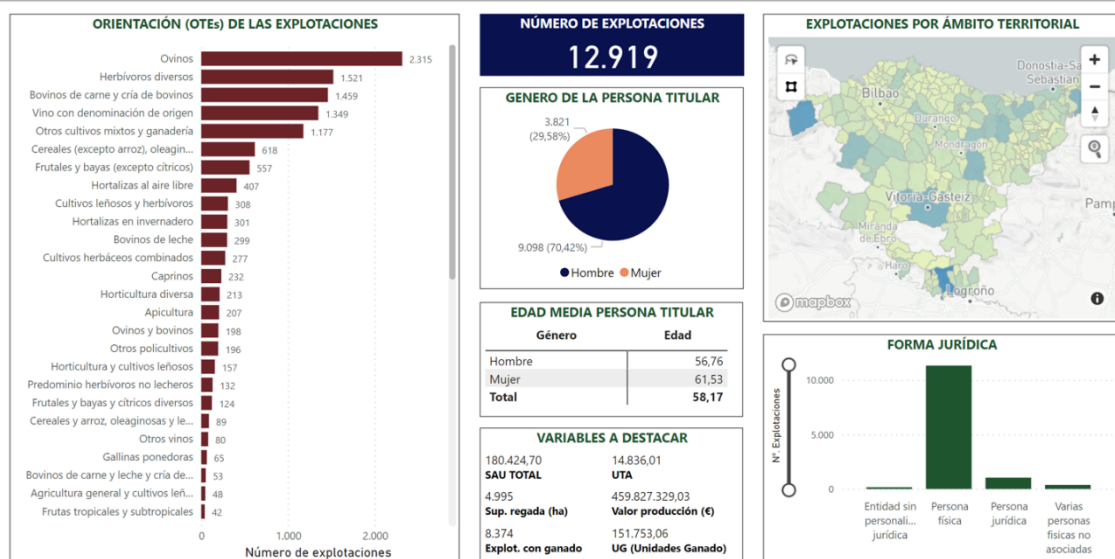 ORIENTACIÓN (OTEs) DE LAS EXPLOTACIONES
Ovinos 2.315
Herbívoros diversos 1.521
Bovinos de carne y cría de bovinos 1.459
Vino con denominación de origen 1.349
Otros cultivos mixtos y ganadería 1.177
Cereales (excepto arroz), oleagin... 618
Frutales y bayas (excepto cítricos) 557
Hortalizas al aire libre 407
Cultivos leñosos y herbívoros 308
Hortalizas en invernadero 301
Bovinos de leche 299
Cultivos herbáceos combinados 277
Caprinos 232
Horticultura diversa 213
Apicultura 207
Ovinos y bovinos 198
Otros policultivos 196
Horticultura y cultivos leñosos 157
Predominio herbívoros no lecheros 132
Frutales y bayas y cítricos diversos 124
Cereales y arroz, oleaginosas y le... 89
Otros vinos 80
Gallinas ponedoras 65
Bovinos de carne y leche y cría de... 53
Agricultura general y cultivos leñ... 48
Frutas tropicales y subtropicales 42
0 1.000 2.000
Número de explotaciones
NÚMERO DE EXPLOTACIONES
12.919
GENERO DE LA PERSONA TITULAR
3.821
(29,58%)
9.098 (70,42%)
Hombre Mujer
EDAD MEDIA PERSONA TITULAR
Género Edad
Hombre 56,76
Mujer 61,53
Total 58,17
VARIABLES A DESTACAR
180.424,70 14.836,01
SAU TOTAL UTA
4.995 459.827.329,03
Sup. regada (ha) Valor producción (€)
8.374 151.753,06
Explot. con ganado UG (Unidades Ganado)
EXPLOTACIONES POR ÁMBITO TERRITORIAL
Donostia-Sa
Sebastian
Bilbao
Durango
Mondragon
Vitoria-Gasteiz
Pamp
Miranda
de Ebro
Haro
Logroño
mapbox
FORMA JURÍDICA
Nº. Explotaciones
10.000
5.000
0
Entidad sin
personali...
jurídica
Persona
física
Persona
jurídica
Varias
personas
fisicas no
asociadas